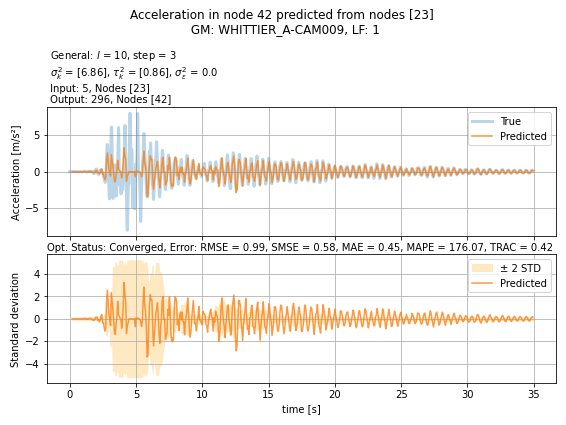 Acceleration in node 42 predicted from nodes [23]
GM: WHITTIER_A-CAM009, LF: 1
General: l = 10, step = 3
σ²ₖ = [6.86], τ²ₖ = [0.86], σ²ε = 0.0
Input: 5, Nodes [23]
Output: 296, Nodes [42]
Acceleration [m/s²]
5
0
−5
True
Predicted
Opt. Status: Converged, Error: RMSE = 0.99, SMSE = 0.58, MAE = 0.45, MAPE = 176.07, TRAC = 0.42
Standard deviation
4
2
0
−2
−4
± 2 STD
Predicted
0 5 10 15 20 25 30 35
time [s]